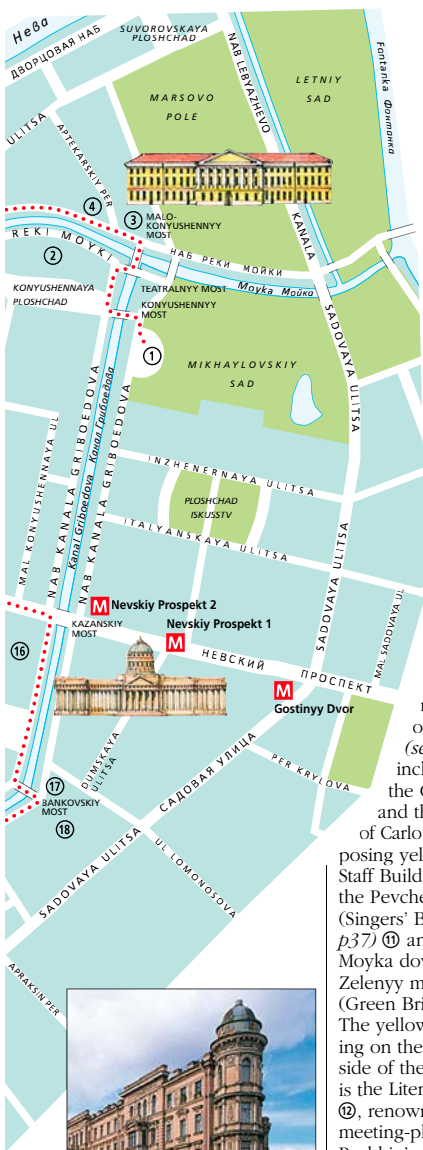 Нева
ДВОРЦОВАЯ НАБ
SUVOROVSKAYA
PLOSHCHAD
NAB LEBYAZHEVO
KANALA
LETNIY
SAD
Fontanka Фонтанка
MARSOVO
POLE
ULITSA
APTEKARSKIY PER
④
③ MALO-
KONYUSHENNY
MOST
REKI MOYKI
②
НАБ РЕКИ МОЙКИ
Moyka Мойка
KONYUSHENNAYA
PLOSHCHAD
TEATRALNYY MOST
KONYUSHENNYY
MOST
①
MIKHAYLOVSKIY
SAD
SADOVAYA ULITSA
MAL KONYUSHENNAYA UL
NAB KANALA GRIBOEDOVA
Kanal Griboedova Канал Грибоедова
NAB KANALA GRIBOEDOVA
INZHENERNAYA ULITSA
PLOSHCHAD
ISKUSSTV
ITALYANSKAYA ULITSA
SADOVAYA ULITSA
MAL SADOVAYA UL
M Nevskiy Prospekt 2
KAZANSKIY
MOST
Nevskiy Prospekt 1
M
НЕВСКИЙ ПРОСПЕКТ
M
Gostinyy Dvor
⑯
DUMSKAYA
ULITSA
САДОВАЯ УЛИЦА
PER KRYLOVA
⑰
BANKOVSKIY
MOST
⑱
SADOVAYA ULITSA
UL LOMONOSOVA
APRAKSIN PER
o
(se
incl
the C
and th
of Carlo
posing yel
Staff Build
the Pevche
(Singers' B
p37) ⑪ an
Moyka dov
Zelenyy m
(Green Bri
The yellow
ing on the
side of the
is the Liter
⑫, renown
meeting-pl